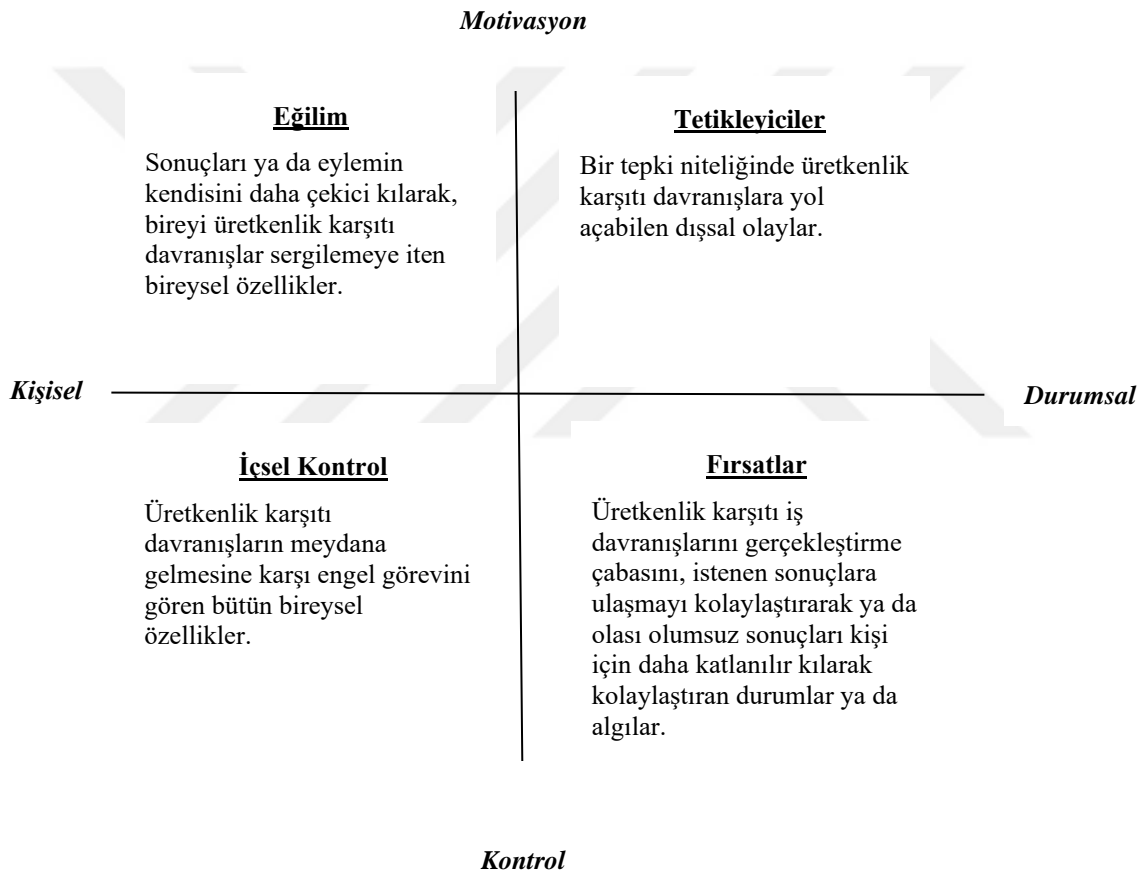 Motivasyon
Eğilim
Sonuçları ya da eylemin
kendisini daha çekici kılarak,
bireyi üretkenlik karşıtı
davranışlar sergilemeye iten
bireysel özellikler.
Tetikleyiciler
Bir tepki niteliğinde üretkenlik
karşıtı davranışlara yol
açabilen dışsal olaylar.
Kişisel
Durumsal
İçsel Kontrol
Üretkenlik karşıtı
davranışların meydana
gelmesine karşı engel görevini
gören bütün bireysel
özellikler.
Fırsatlar
Üretkenlik karşıtı iş
davranışlarını gerçekleştirme
çabasını, istenen sonuçlara
ulaşmayı kolaylaştırarak ya da
olası olumsuz sonuçları kişi
için daha katlanılır kılarak
kolaylaştıran durumlar ya da
algılar.
Kontrol